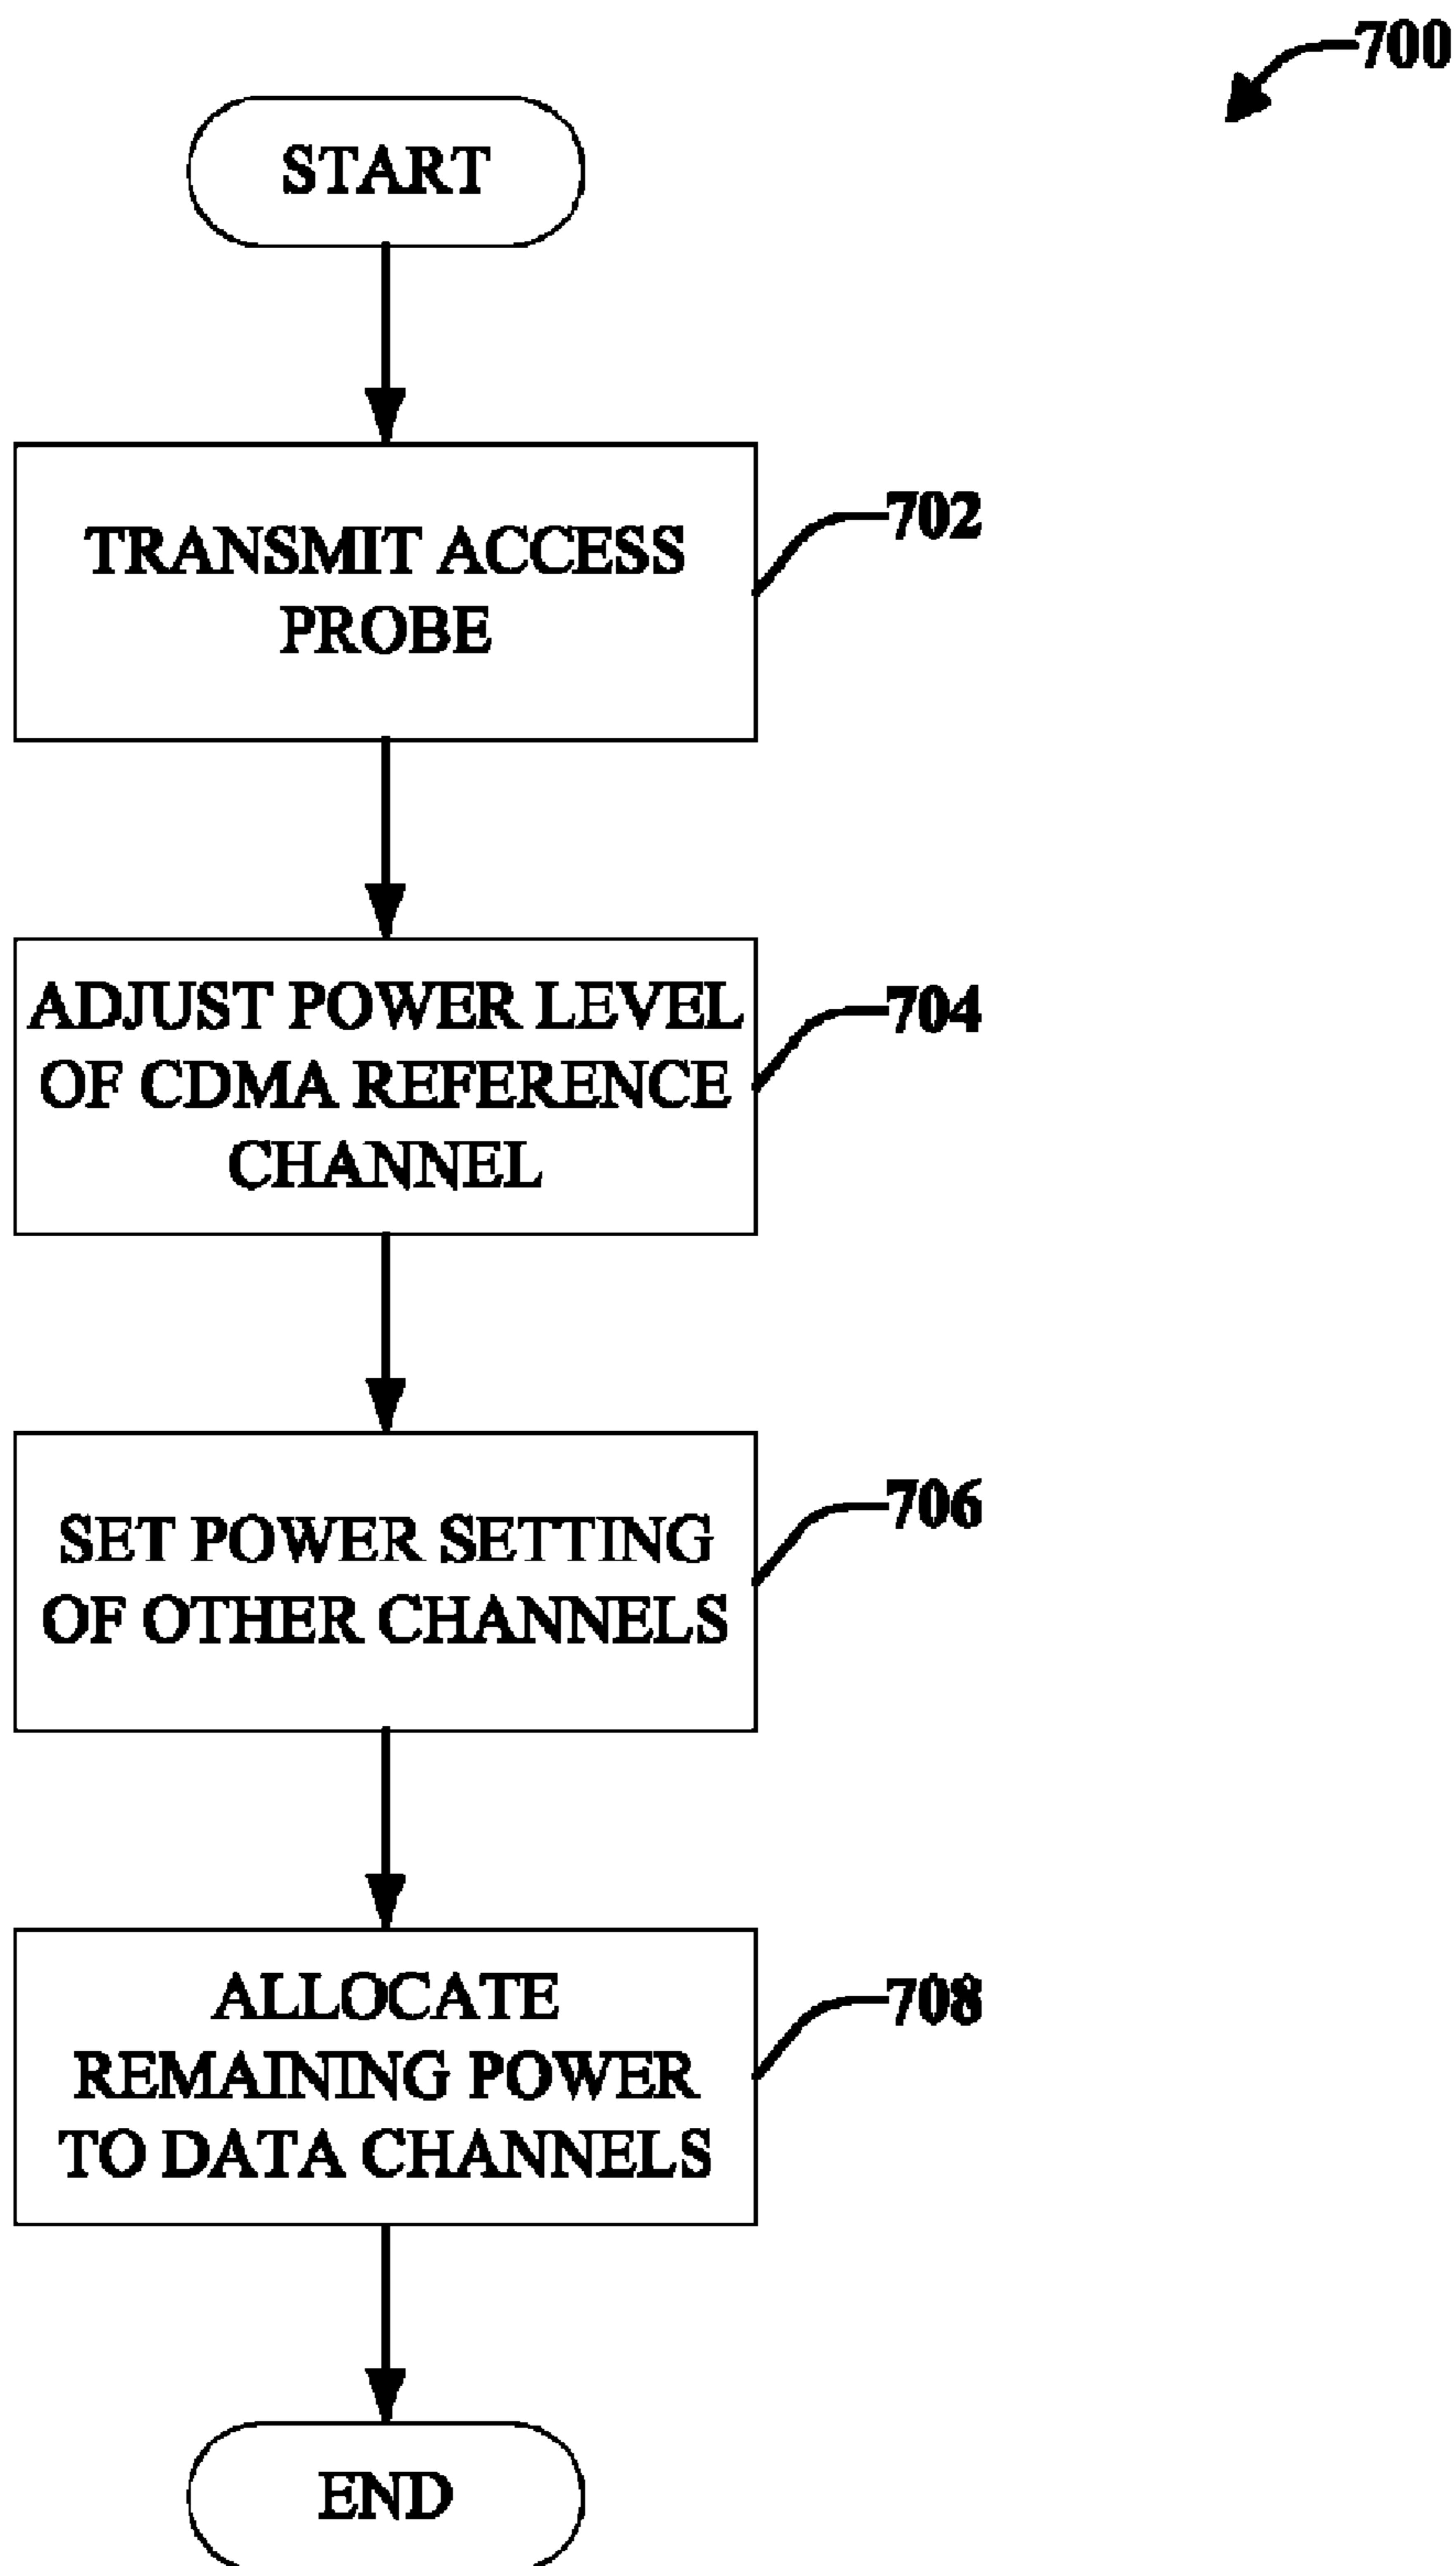 700
START
TRANSMIT ACCESS
PROBE
702
ADJUST POWER LEVEL
OF CDMA REFERENCE
CHANNEL
704
SET POWER SETTING
OF OTHER CHANNELS
706
ALLOCATE
REMAINING POWER
TO DATA CHANNELS
708
END